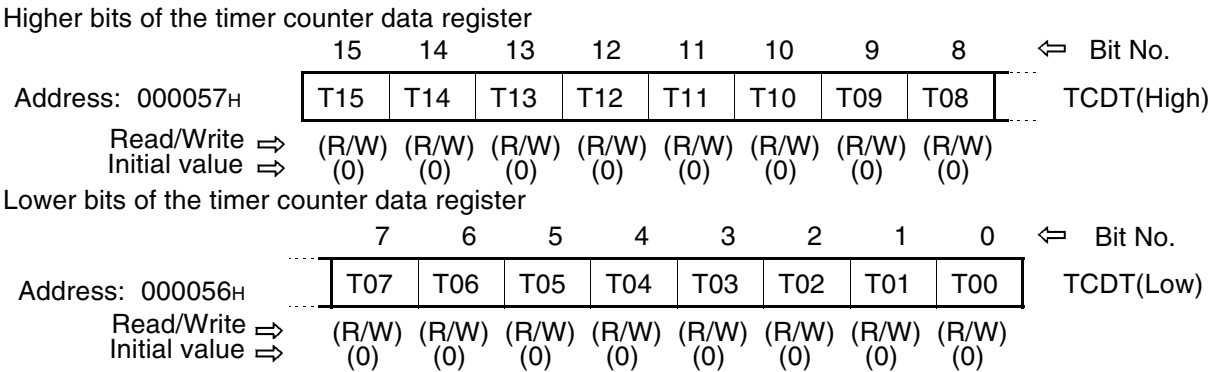 Higher bits of the timer counter data register
15 14 13 12 11 10 9 8 ⇦ Bit No.
Address: 000057H T15 T14 T13 T12 T11 T10 T09 T08 TCDT(High)
Read/Write ⇨ (R/W) (R/W) (R/W) (R/W) (R/W) (R/W) (R/W) (R/W)
Initial value ⇨ (0) (0) (0) (0) (0) (0) (0) (0)
Lower bits of the timer counter data register
7 6 5 4 3 2 1 0 ⇦ Bit No.
Address: 000056H T07 T06 T05 T04 T03 T02 T01 T00 TCDT(Low)
Read/Write ⇨ (R/W) (R/W) (R/W) (R/W) (R/W) (R/W) (R/W) (R/W)
Initial value ⇨ (0) (0) (0) (0) (0) (0) (0) (0)